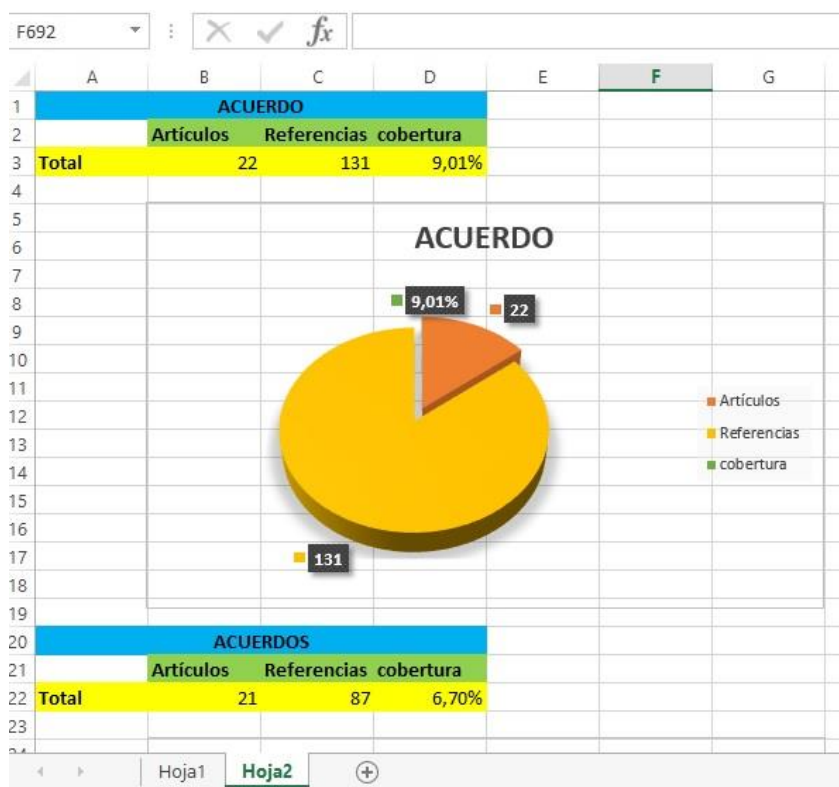 F692 fx
A B C D E F G
1 ACUERDO
2 Artículos Referencias cobertura
3 Total 22 131 9,01%
4
5
6 ACUERDO
7
8 9,01% 22
9
10
11 Artículos
12
13 Referencias
14 cobertura
15
16
17 131
18
19
20 ACUERDOS
21 Artículos Referencias cobertura
22 Total 21 87 6,70%
23
Hoja1 Hoja2